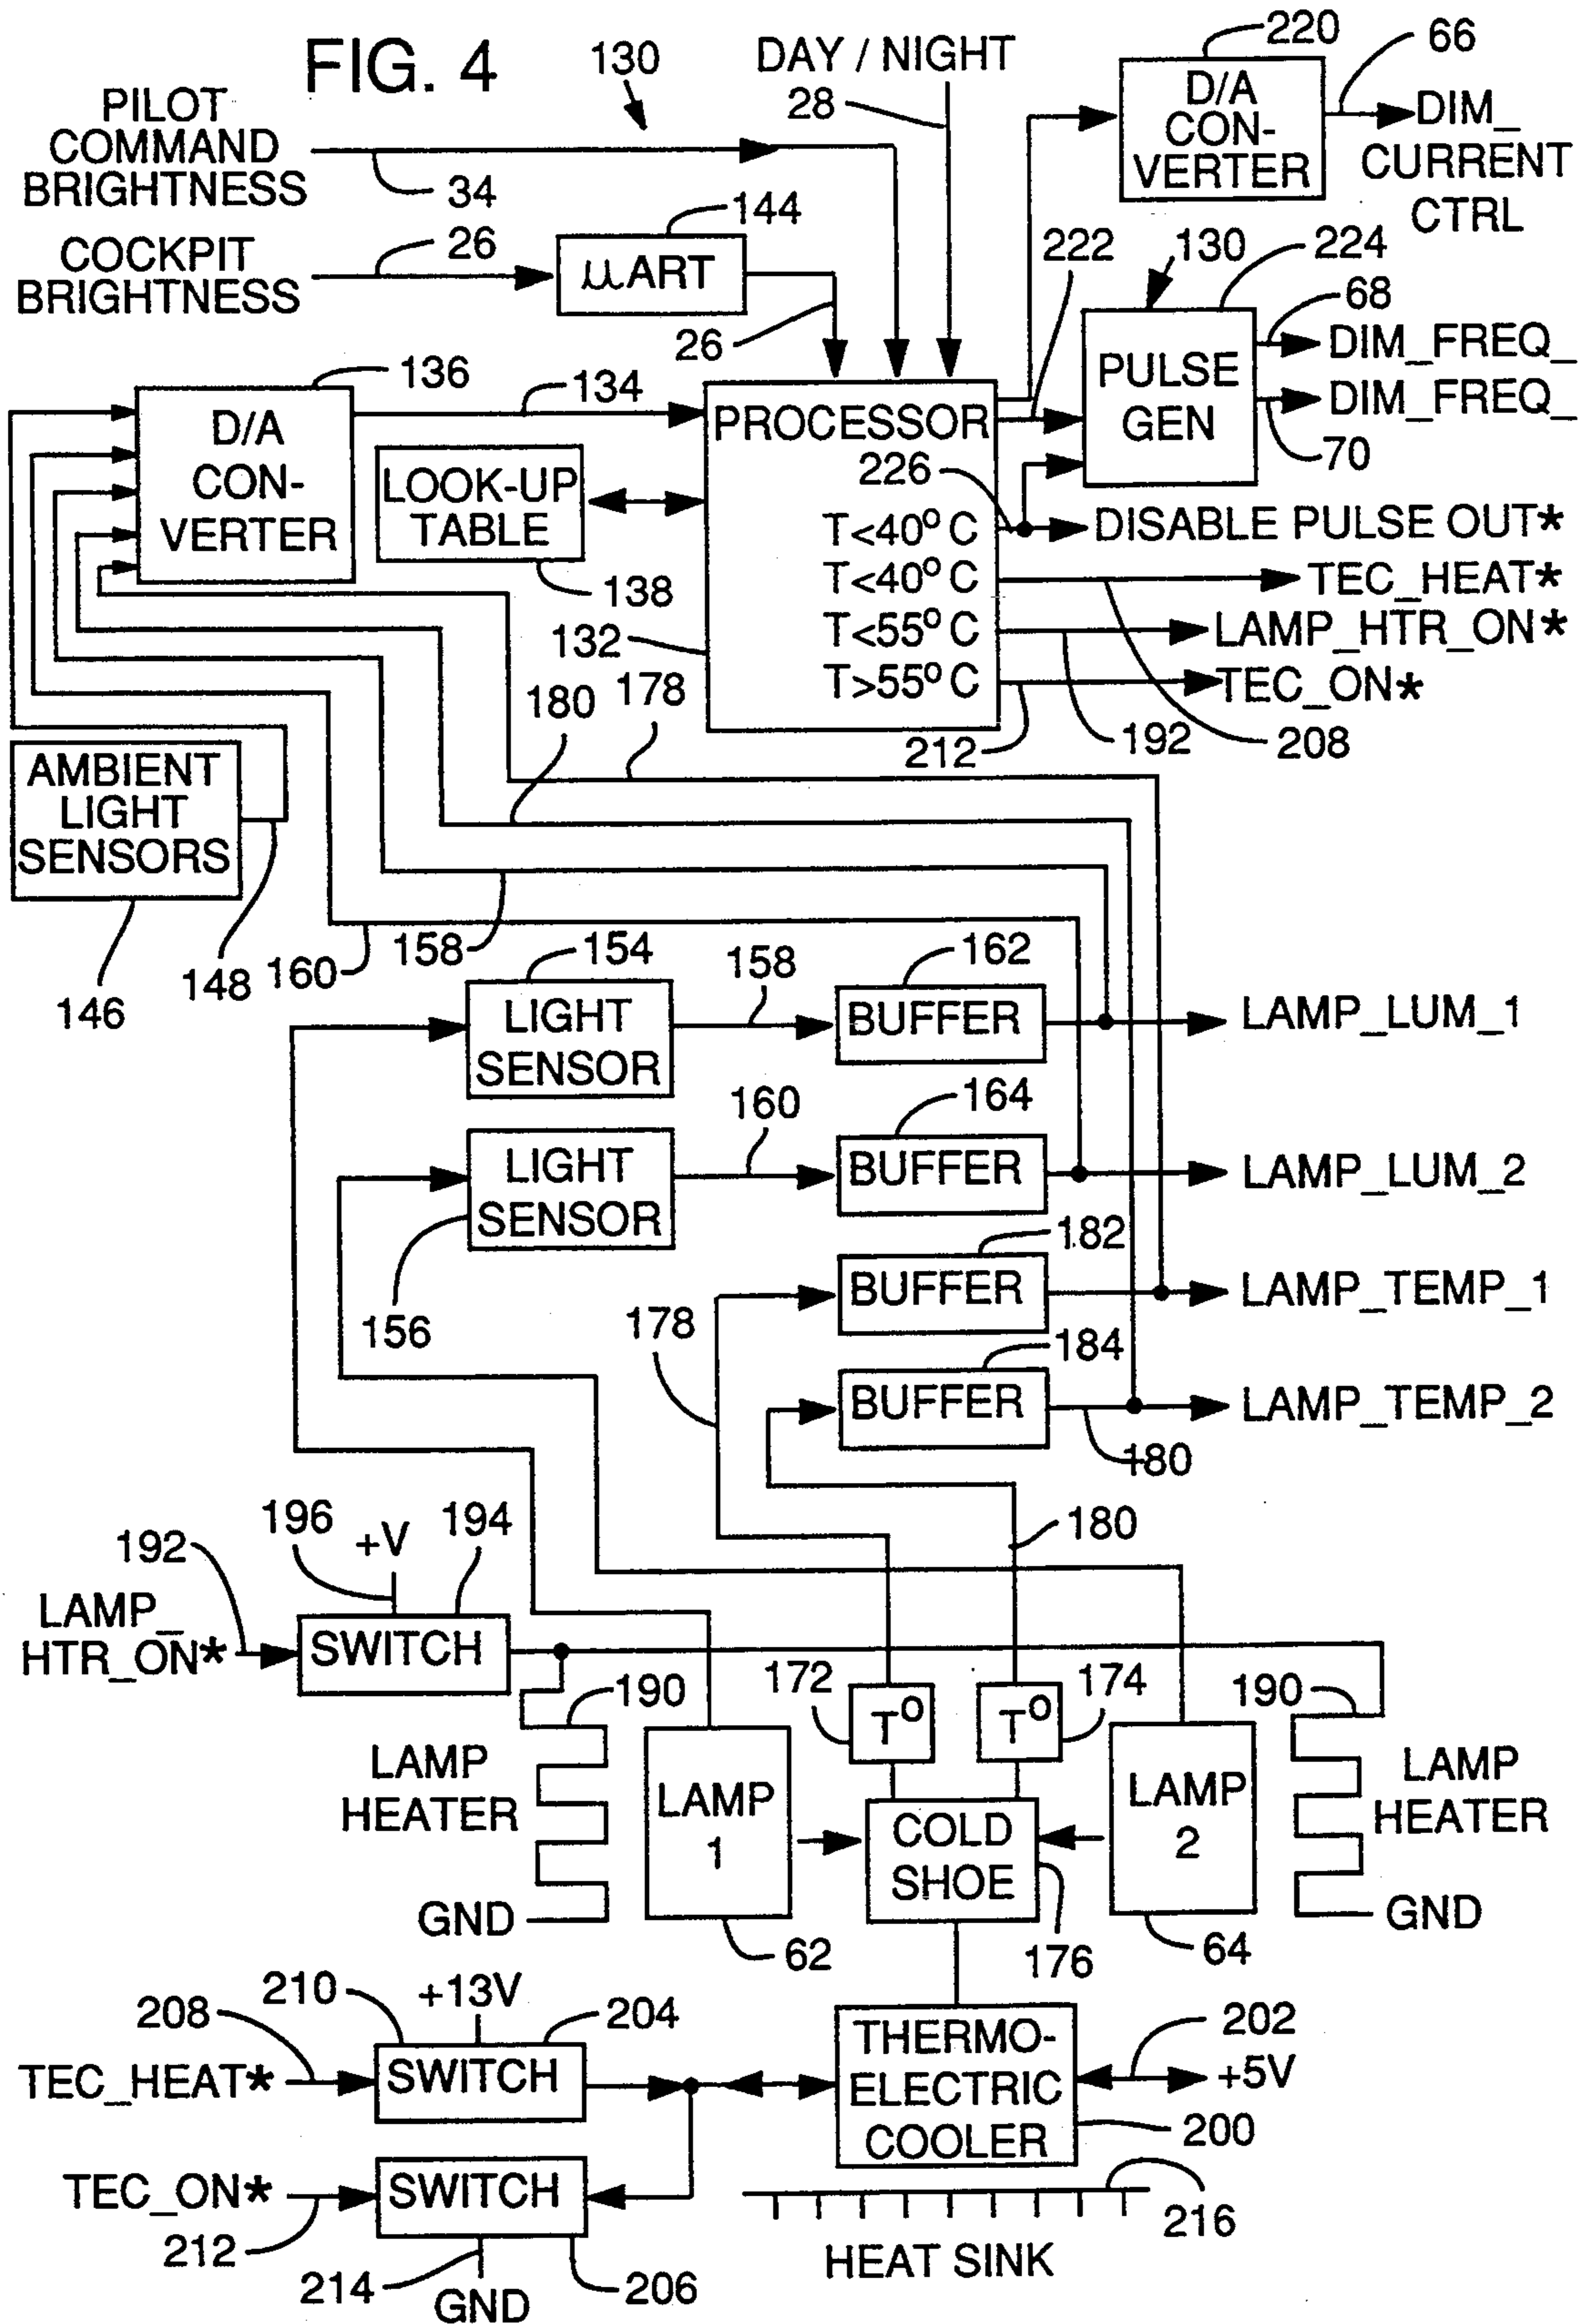 FIG. 4
130
DAY / NIGHT
28
220
66
D/A
CON-
VERTER
DIM_
CURRENT
CTRL
PILOT
COMMAND
BRIGHTNESS
34
144
COCKPIT
BRIGHTNESS
26
μART
26
222
130
224
68
PULSE
GEN
DIM_FREQ_
DIM_FREQ_
70
136
134
D/A
CON-
VERTER
LOOK-UP
TABLE
138
PROCESSOR
226
T<40° C
T<40° C
T<55° C
T>55° C
132
DISABLE PULSE OUT*
TEC_HEAT*
LAMP_HTR_ON*
TEC_ON*
212
192
208
180
178
AMBIENT
LIGHT
SENSORS
146
148
160
158
154
158
162
LIGHT
SENSOR
BUFFER
LAMP_LUM_1
160
164
LIGHT
SENSOR
BUFFER
LAMP_LUM_2
156
182
BUFFER
LAMP_TEMP_1
178
184
BUFFER
LAMP_TEMP_2
180
180
196
+V
194
192
LAMP_
HTR_ON*
SWITCH
190
172
T°
T°
174
190
LAMP
HEATER
LAMP
1
COLD
SHOE
LAMP
2
LAMP
HEATER
GND
62
176
64
GND
210
+13V
204
208
TEC_HEAT*
SWITCH
THERMO-
ELECTRIC
COOLER
202
+5V
200
TEC_ON*
SWITCH
212
214
GND
206
216
HEAT SINK